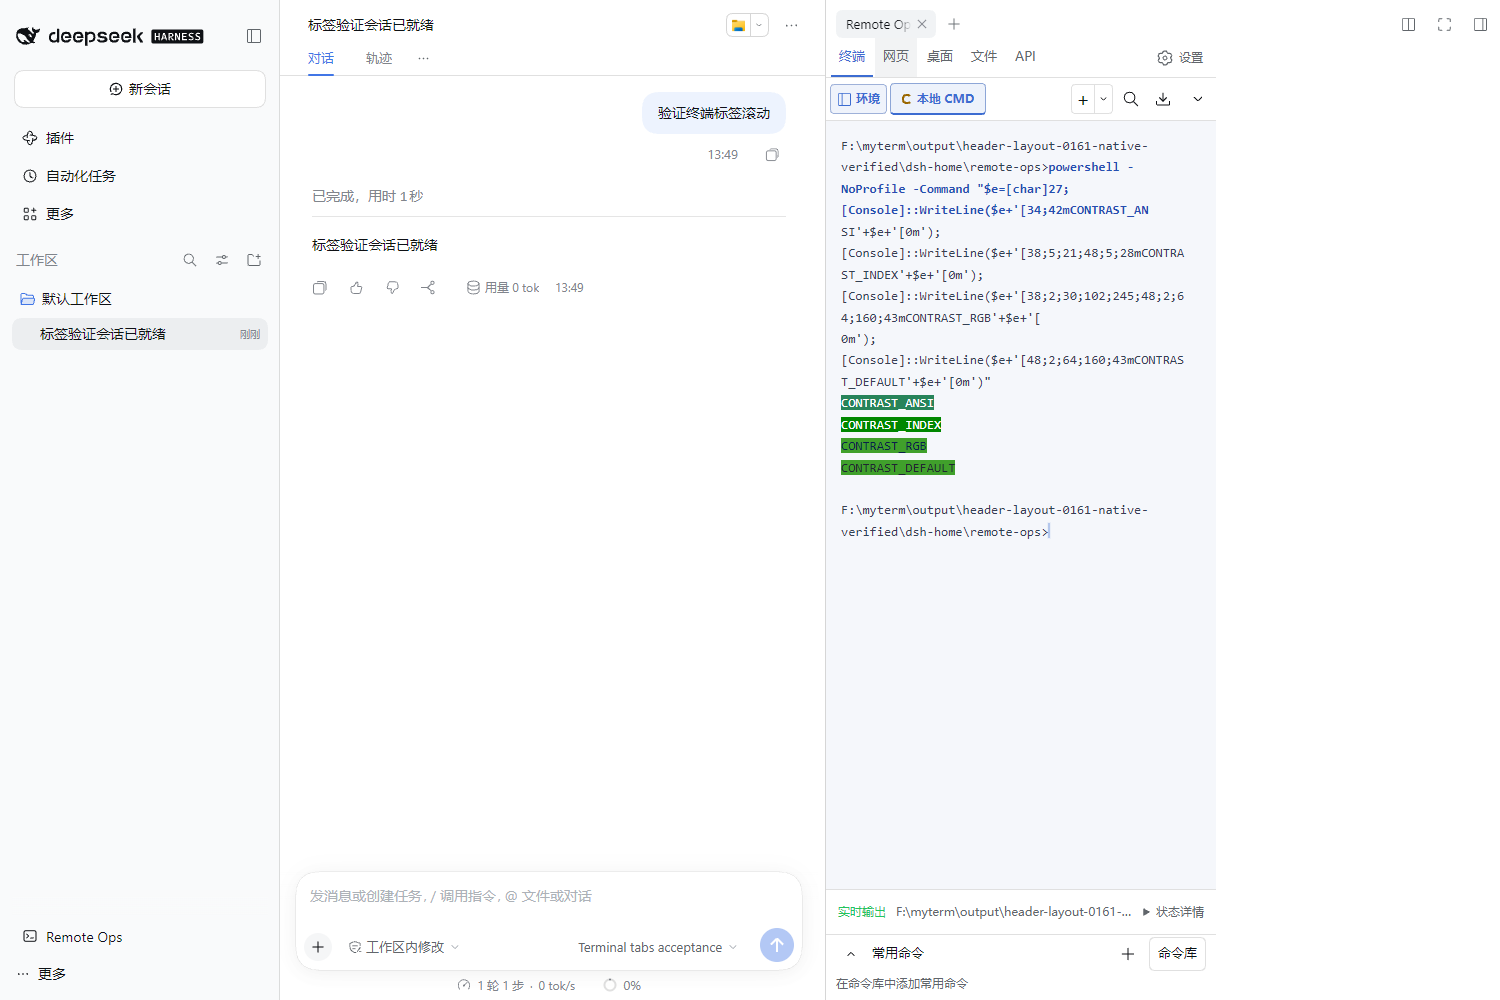 deepseek HARNESS
新会话
插件
自动化任务
更多
工作区
默认工作区
标签验证会话已就绪 刚刚
Remote Ops
更多
标签验证会话已就绪
对话 轨迹
验证终端标签滚动
13:49
已完成，用时 1 秒
标签验证会话已就绪
用量 0 tok 13:49
发消息或创建任务，/ 调用指令，@ 文件或对话
工作区内修改 Terminal tabs acceptance
1 轮 1 步 · 0 tok/s 0%
Remote Op
终端 网页 桌面 文件 API 设置
环境 C 本地 CMD
F:\myterm\output\header-layout-0161-native-
verified\dsh-home\remote-ops>powershell -
NoProfile -Command "$e=[char]27;
[Console]::WriteLine($e+'[34;42mCONTRAST_AN
SI'+$e+'[0m');
[Console]::WriteLine($e+'[38;5;21;48;5;28mCONTRA
ST_INDEX'+$e+'[0m');
[Console]::WriteLine($e+'[38;2;30;102;245;48;2;6
4;160;43mCONTRAST_RGB'+$e+'[
0m');
[Console]::WriteLine($e+'[48;2;64;160;43mCONTRAS
T_DEFAULT'+$e+'[0m')"
CONTRAST_ANSI
CONTRAST_INDEX
CONTRAST_RGB
CONTRAST_DEFAULT
F:\myterm\output\header-layout-0161-native-
verified\dsh-home\remote-ops>
实时输出 F:\myterm\output\header-layout-0161-... 状态详情
常用命令 命令库
在命令库中添加常用命令